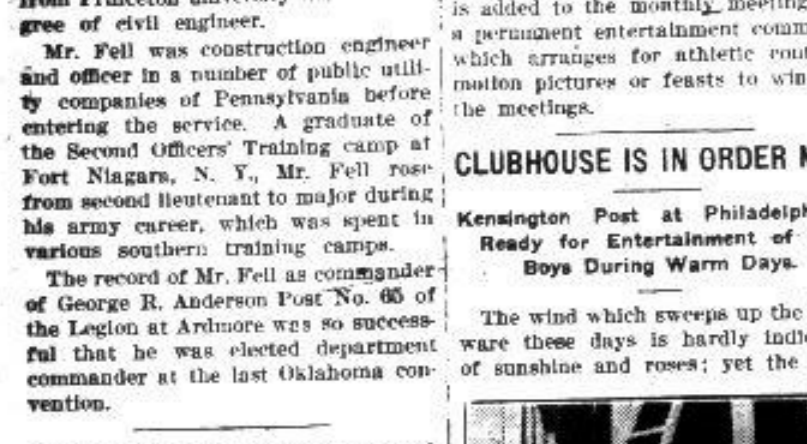 from Princeton university
gree of civil engineer.
Mr. Fell was construction engineer
and officer in a number of public utili-
ty companies of Pennsylvania before
entering the service. A graduate of
the Second Officers' Training camp at
Fort Niagara, N. Y., Mr. Fell rose
from second lieutenant to major during
his army career, which was spent in
various southern training camps.
The record of Mr. Fell as commander
of George R. Anderson Post No. 65 of
the Legion at Ardmore was so success-
ful that he was elected department
commander at the last Oklahoma con-
vention.
is added to the monthly meeting
a permanent entertainment comm
which arranges for athletic
motion pictures or feasts to
the meetings.
CLUBHOUSE IS IN ORDER
Kensington Post at Philadelph
Ready for Entertainment of
Boys During Warm Days.
The wind which sweeps up the
ware these days is hardly indi
of sunshine and roses; yet the